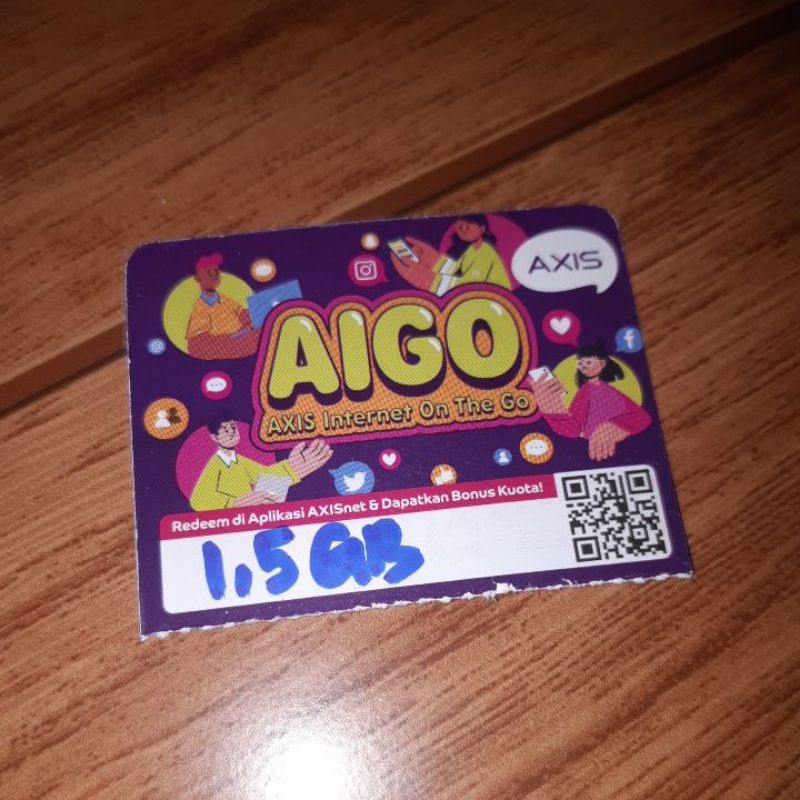 AXIS
AIGO
AXIS Internet On The Go
Redeem di Aplikasi AXISnet & Dapatkan Bonus Kuota!
1,5 GB